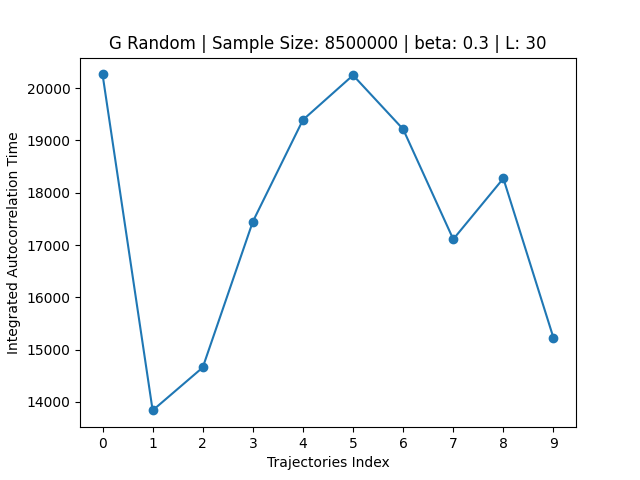 G Random | Sample Size: 8500000 | beta: 0.3 | L: 30
Integrated Autocorrelation Time
20000
19000
18000
17000
16000
15000
14000
0 1 2 3 4 5 6 7 8 9
Trajectories Index